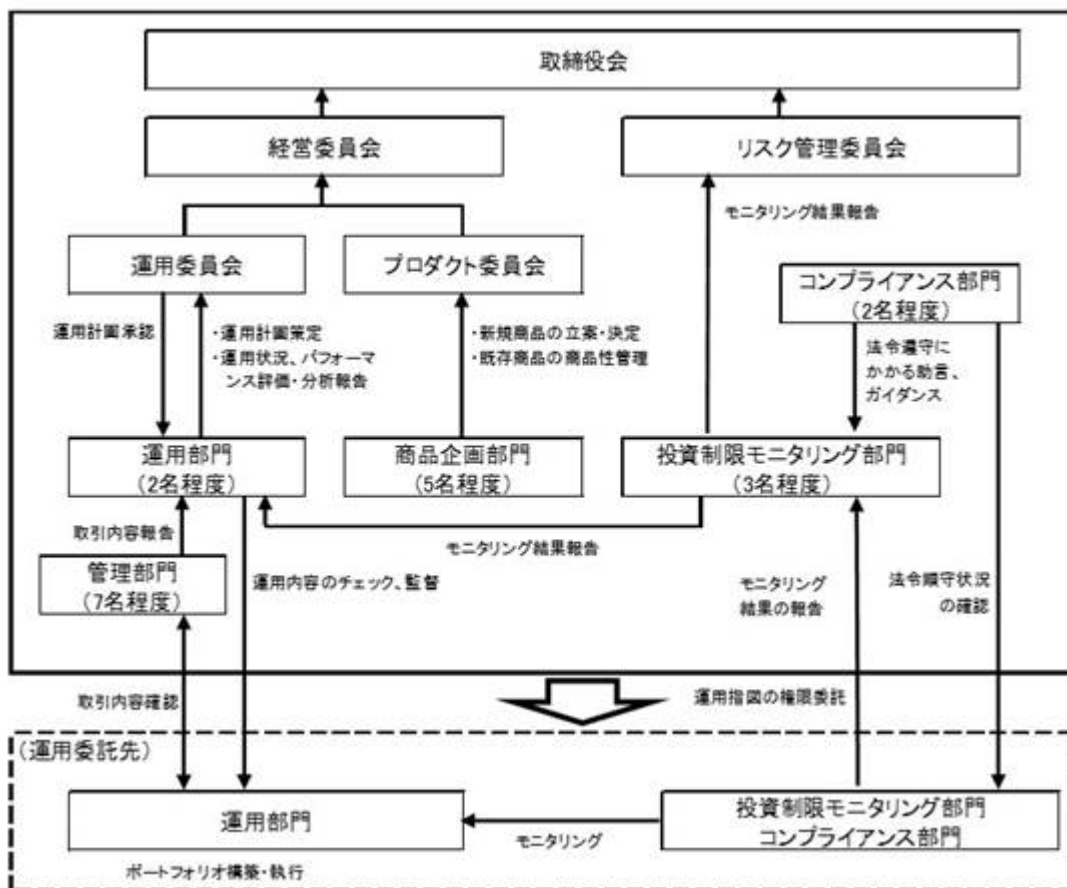 取締役会
経営委員会
リスク管理委員会
モニタリング結果報告
運用委員会
プロダクト委員会
コンプライアンス部門
(2名程度)
運用計画承認
・運用計画策定
・運用状況、パフォーマ
ンス評価・分析報告
・新規商品の立案・決定
・既存商品の商品性管理
法令遵守に
かかる助言、
ガイダンス
運用部門
(2名程度)
商品企画部門
(5名程度)
投資制限モニタリング部門
(3名程度)
取引内容報告
モニタリング結果報告
管理部門
(7名程度)
運用内容のチェック、監督
モニタリング
結果の報告
法令順守状況
の確認
取引内容確認
運用指図の権限委託
(運用委託先)
運用部門
モニタリング
投資制限モニタリング部門
コンプライアンス部門
ポートフォリオ構築・執行